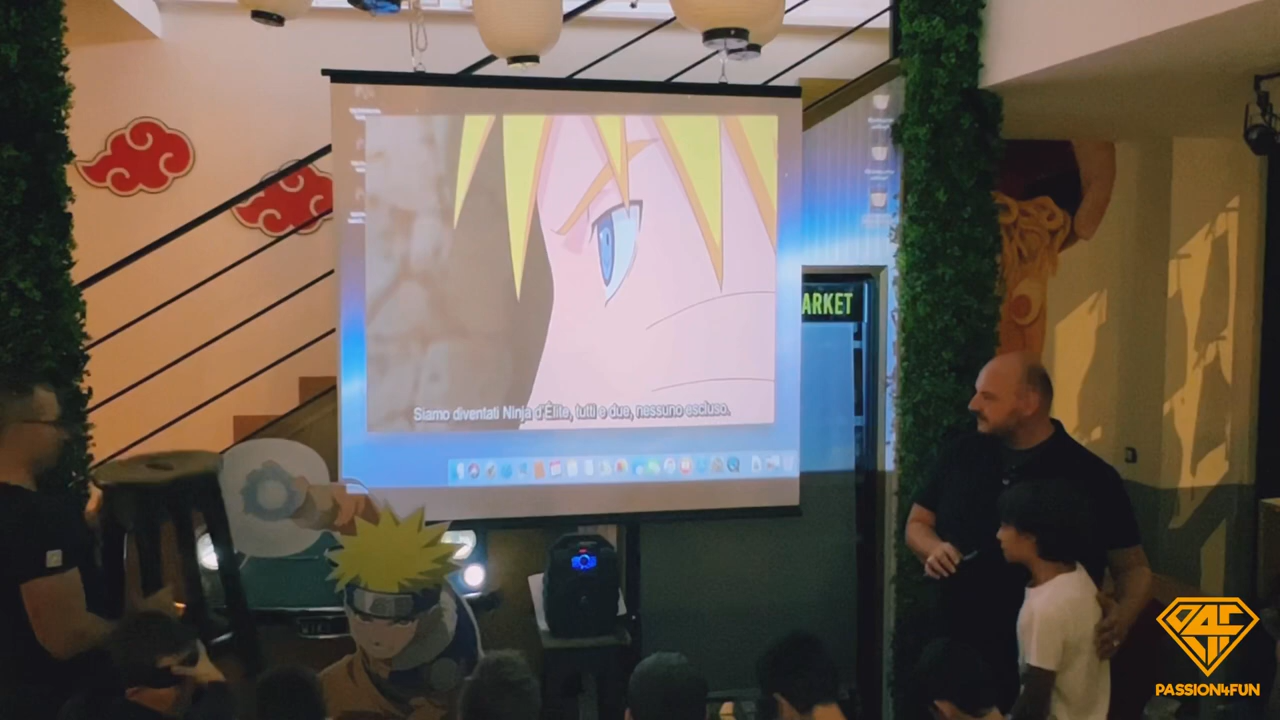 ARKET
Siamo diventati Ninja d'Élite, tutti e due, nessuno escluso.
PASSION4FUN